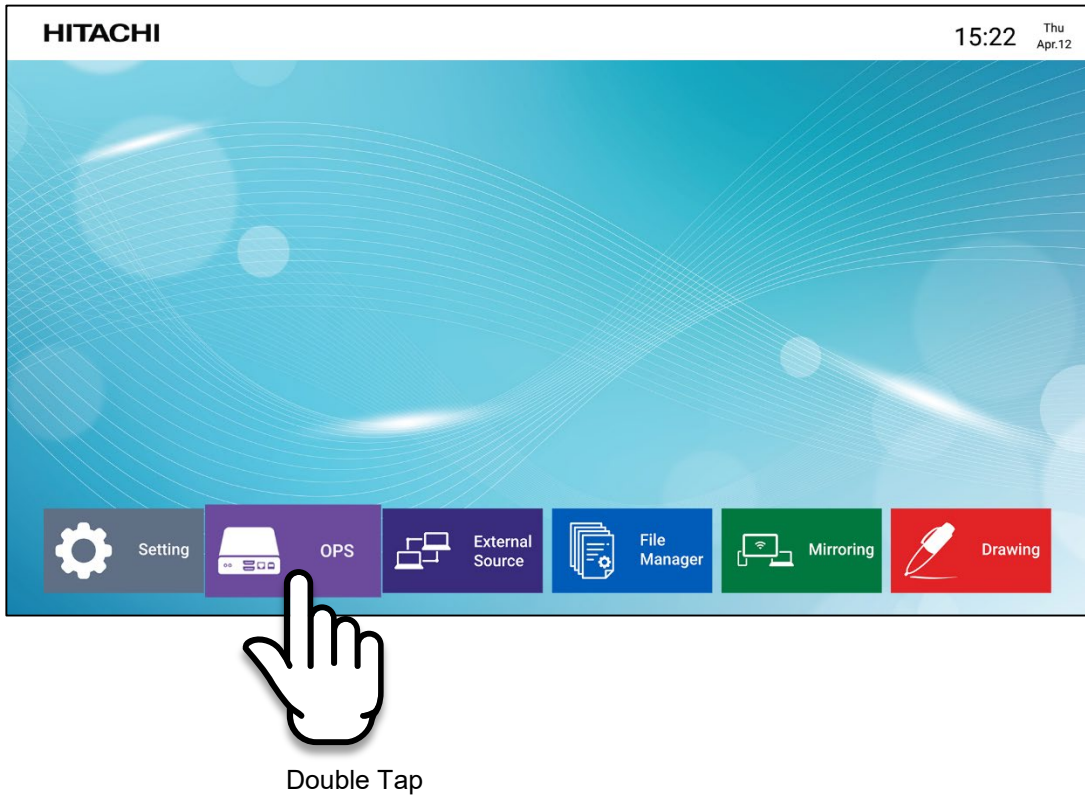 HITACHI
15:22
Thu
Apr.12
Setting
OPS
External
Source
File
Manager
Mirroring
Drawing
Double Tap